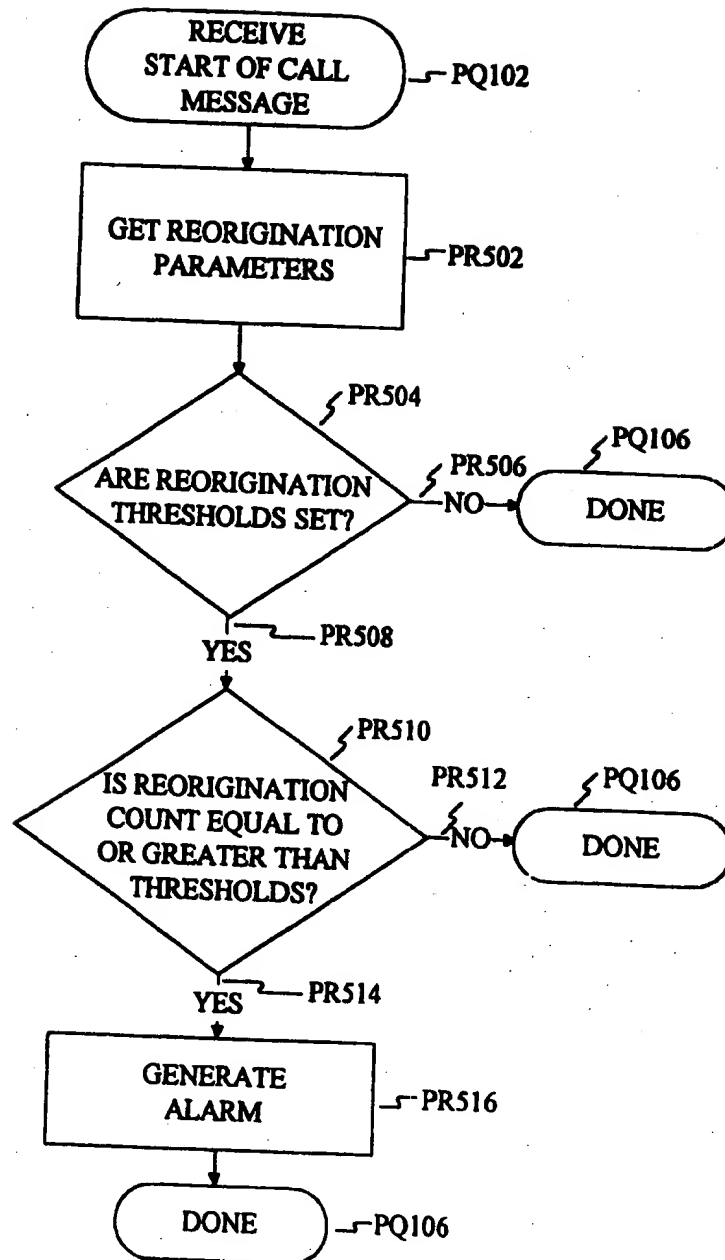 RECEIVE
START OF CALL
MESSAGE
PQ102
GET REORIGINATION
PARAMETERS
PR502
PR504
ARE REORIGINATION
THRESHOLDS SET?
PR506
NO
PQ106
DONE
PR508
YES
PR510
IS REORIGINATION
COUNT EQUAL TO
OR GREATER THAN
THRESHOLDS?
PR512
NO
PQ106
DONE
PR514
YES
GENERATE
ALARM
PR516
DONE
PQ106